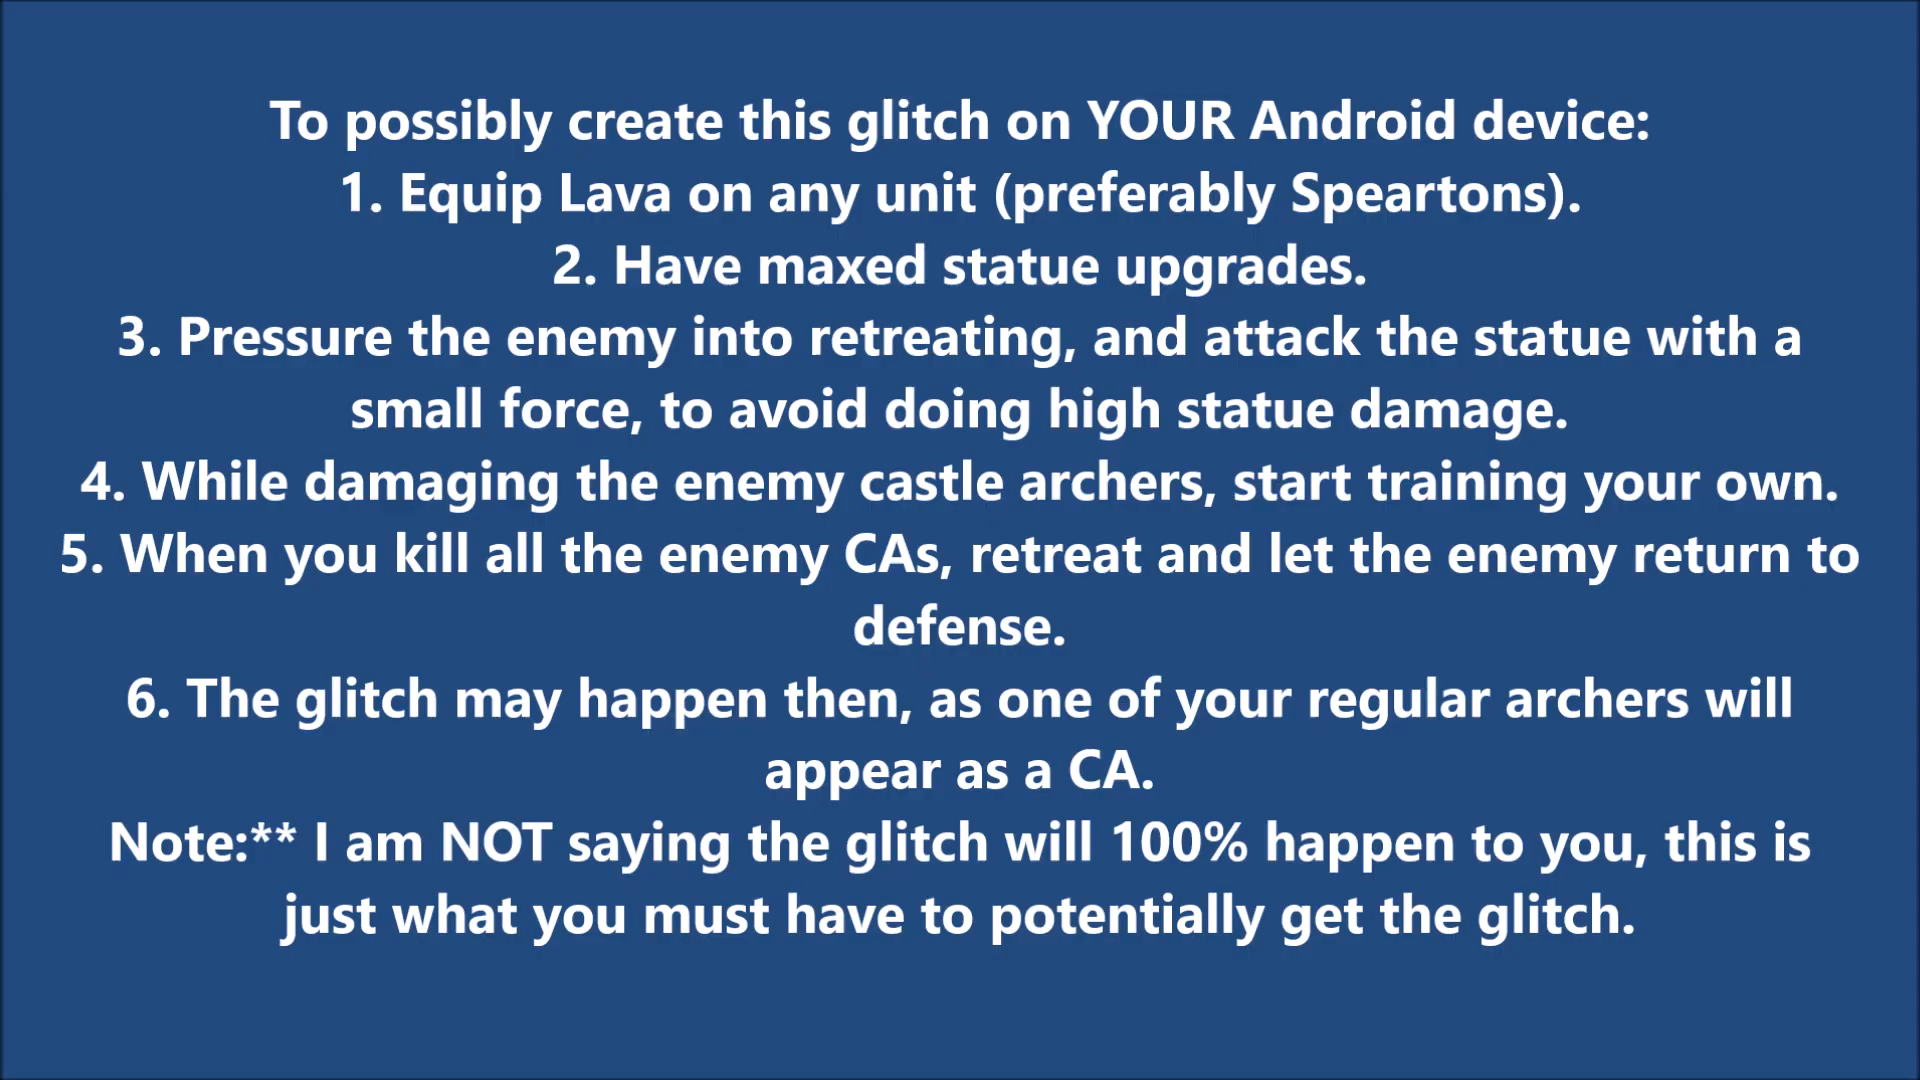 To possibly create this glitch on YOUR Android device:
1. Equip Lava on any unit (preferably Speartons).
2. Have maxed statue upgrades.
3. Pressure the enemy into retreating, and attack the statue with a
small force, to avoid doing high statue damage.
4. While damaging the enemy castle archers, start training your own.
5. When you kill all the enemy CAs, retreat and let the enemy return to
defense.
6. The glitch may happen then, as one of your regular archers will
appear as a CA.
Note:** I am NOT saying the glitch will 100% happen to you, this is
just what you must have to potentially get the glitch.